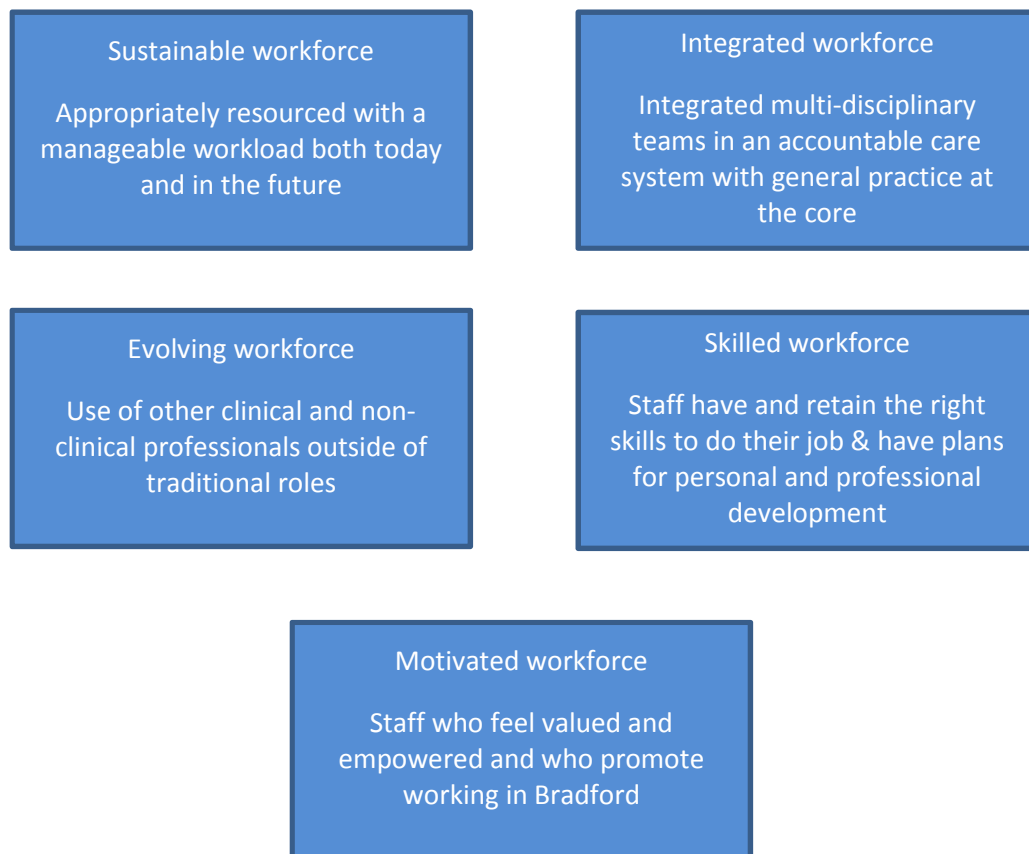 Sustainable workforce
Appropriately resourced with a
manageable workload both today
and in the future
Integrated workforce
Integrated multi-disciplinary
teams in an accountable care
system with general practice at
the core
Evolving workforce
Use of other clinical and non-
clinical professionals outside of
traditional roles
Skilled workforce
Staff have and retain the right
skills to do their job & have plans
for personal and professional
development
Motivated workforce
Staff who feel valued and
empowered and who promote
working in Bradford